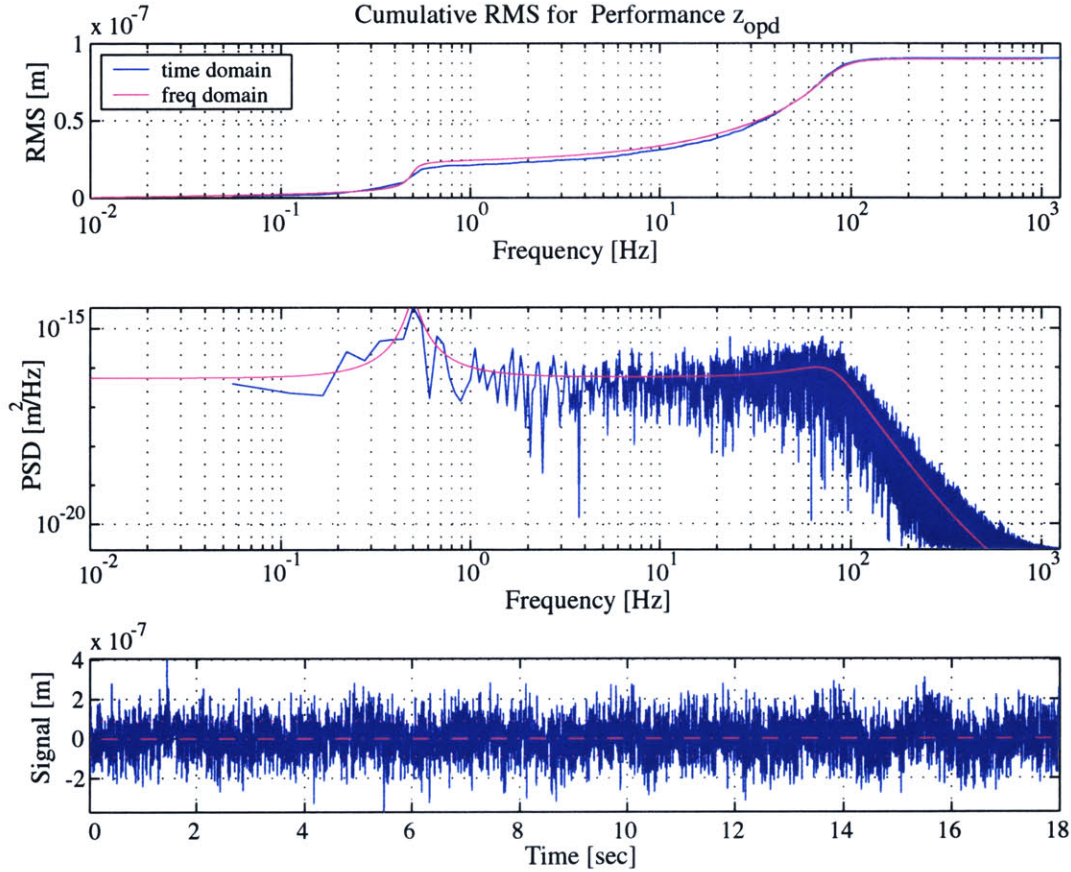 Cumulative RMS for Performance z_opd
x 10^-7
1
0.5
0
RMS [m]
time domain
freq domain
10^-2 10^-1 10^0 10^1 10^2 10^3
Frequency [Hz]
10^-15
10^-20
PSD [m^2/Hz]
10^-2 10^-1 10^0 10^1 10^2 10^3
Frequency [Hz]
x 10^-7
4
2
0
-2
Signal [m]
0 2 4 6 8 10 12 14 16 18
Time [sec]